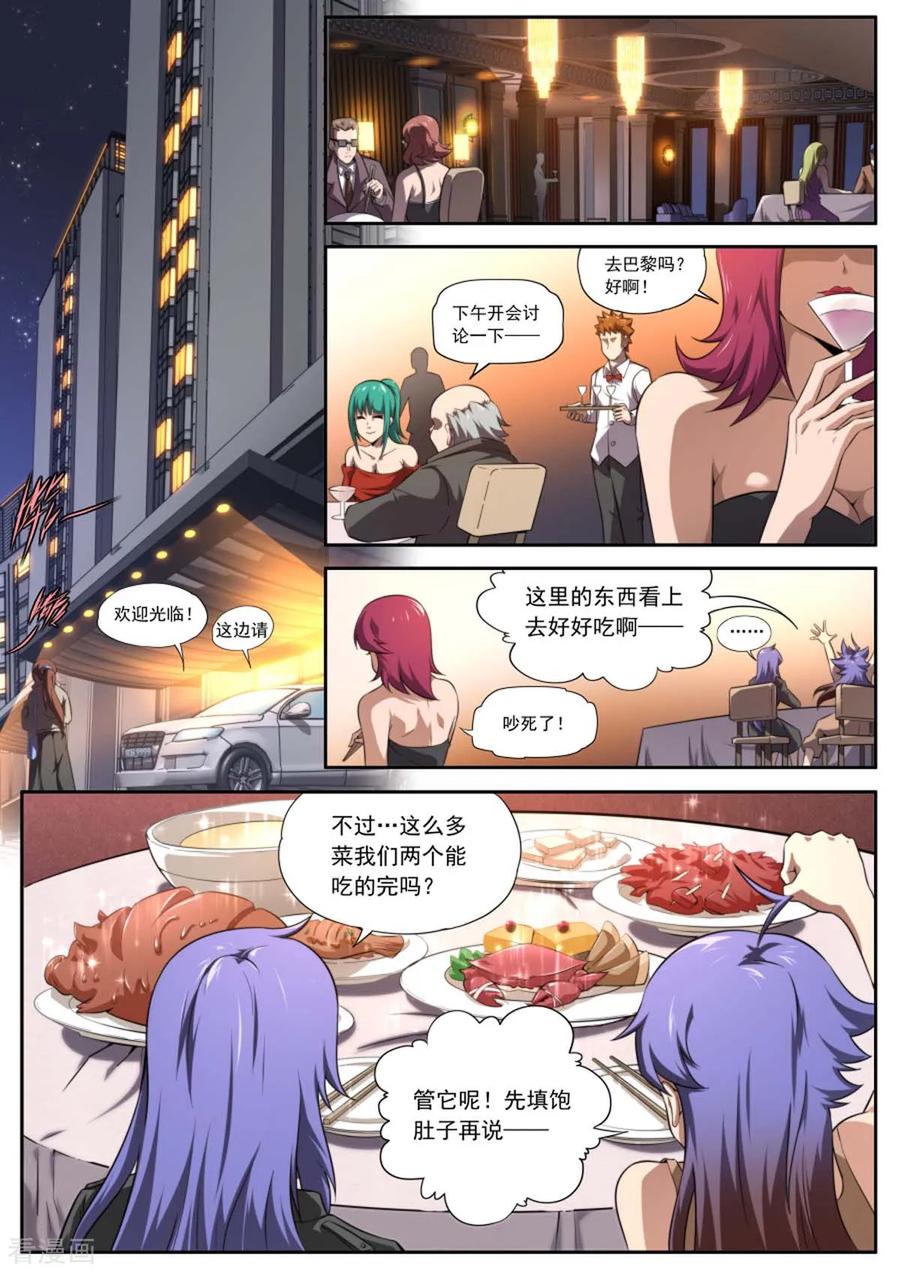 欢迎光临！
这边请
去巴黎吗？
好啊！
下午开会讨
论一下——
这里的东西看上
去好好吃啊——
……
吵死了！
不过…这么多
菜我们两个能
吃的完吗？
管它呢！先填饱
肚子再说——
看漫画